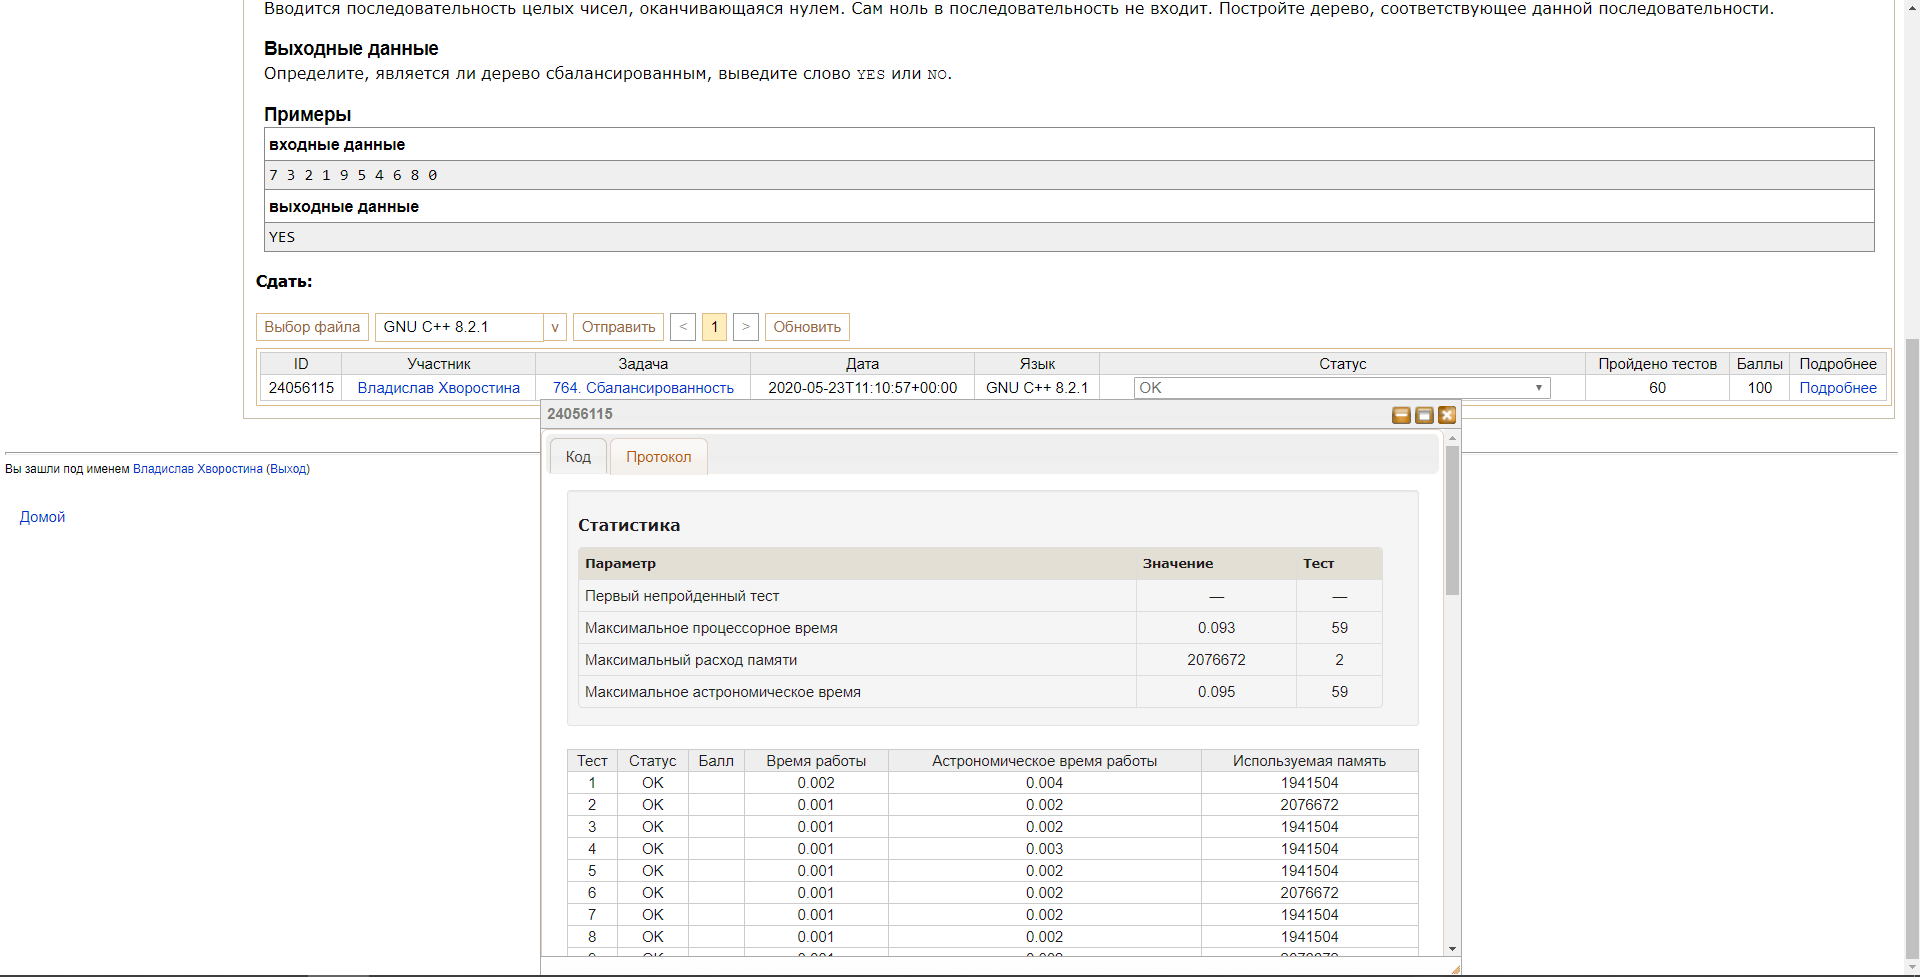 Вводится последовательность целых чисел, оканчивающаяся нулем. Сам ноль в последовательность не входит. Постройте дерево, соответствующее данной последовательности.
Выходные данные
Определите, является ли дерево сбалансированным, выведите слово YES или NO.
Примеры
входные данные
7 3 2 1 9 5 4 6 8 0
выходные данные
YES
Сдать:
Выбор файла GNU C++ 8.2.1 v Отправить < 1 > Обновить
ID Участник Задача Дата Язык Статус Пройдено тестов Баллы Подробнее
24056115 Владислав Хворостина 764. Сбалансированность 2020-05-23T11:10:57+00:00 GNU C++ 8.2.1 OK 60 100 Подробнее
24056115
Код Протокол
Вы зашли под именем Владислав Хворостина (Выход)
Домой
Статистика
Параметр Значение Тест
Первый непройденный тест — —
Максимальное процессорное время 0.093 59
Максимальный расход памяти 2076672 2
Максимальное астрономическое время 0.095 59
Тест Статус Балл Время работы Астрономическое время работы Используемая память
1 OK 0.002 0.004 1941504
2 OK 0.001 0.002 2076672
3 OK 0.001 0.002 1941504
4 OK 0.001 0.003 1941504
5 OK 0.001 0.002 1941504
6 OK 0.001 0.002 2076672
7 OK 0.001 0.002 1941504
8 OK 0.001 0.002 1941504